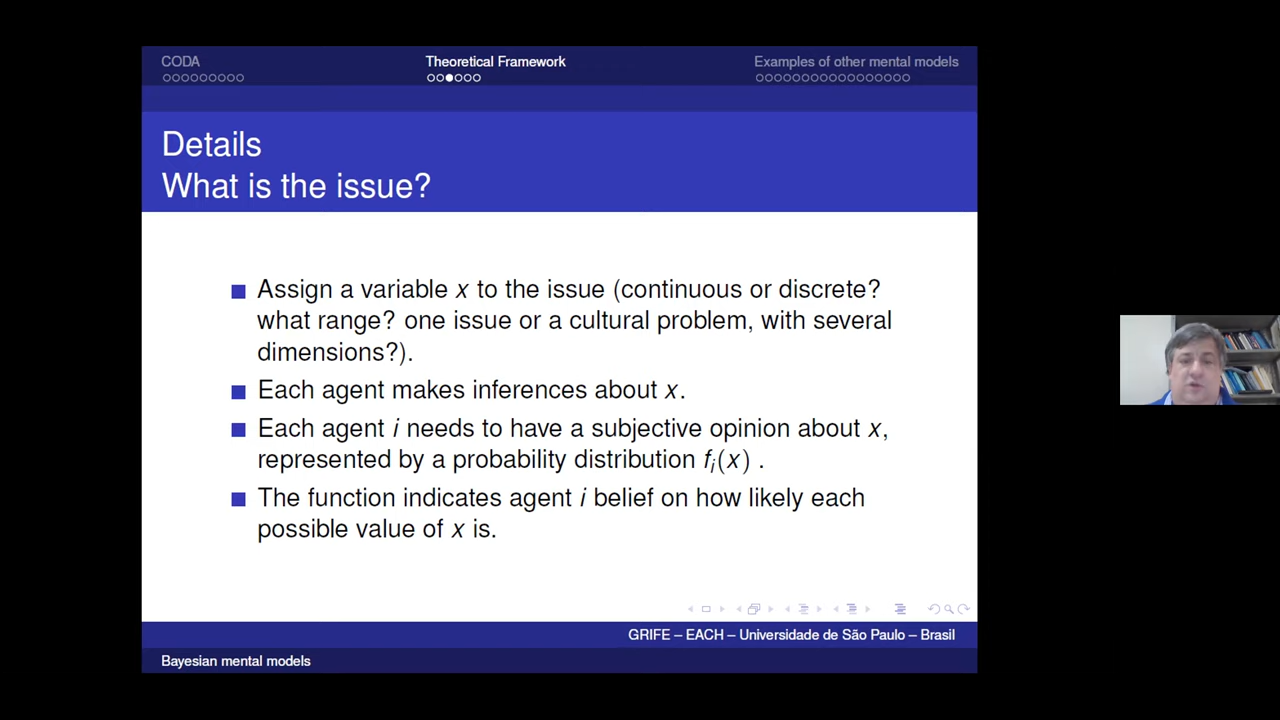 CODA
Theoretical Framework
Examples of other mental models
Details
What is the issue?
Assign a variable x to the issue (continuous or discrete?
what range? one issue or a cultural problem, with several
dimensions?).
Each agent makes inferences about x.
Each agent i needs to have a subjective opinion about x,
represented by a probability distribution fᵢ(x) .
The function indicates agent i belief on how likely each
possible value of x is.
GRIFE – EACH – Universidade de São Paulo – Brasil
Bayesian mental models